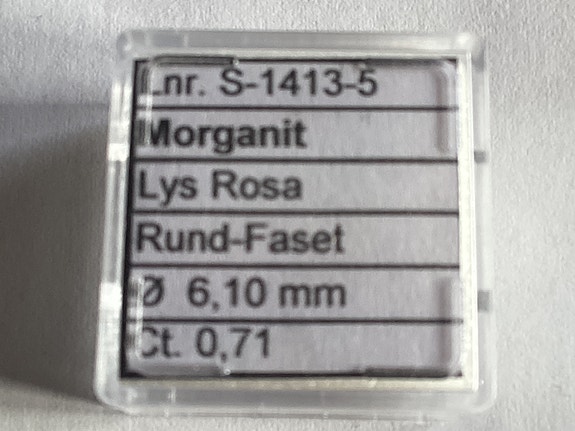 Lnr. S-1413-5
Morganit
Lys Rosa
Rund-Faset
Ø 6,10 mm
Ct. 0,71